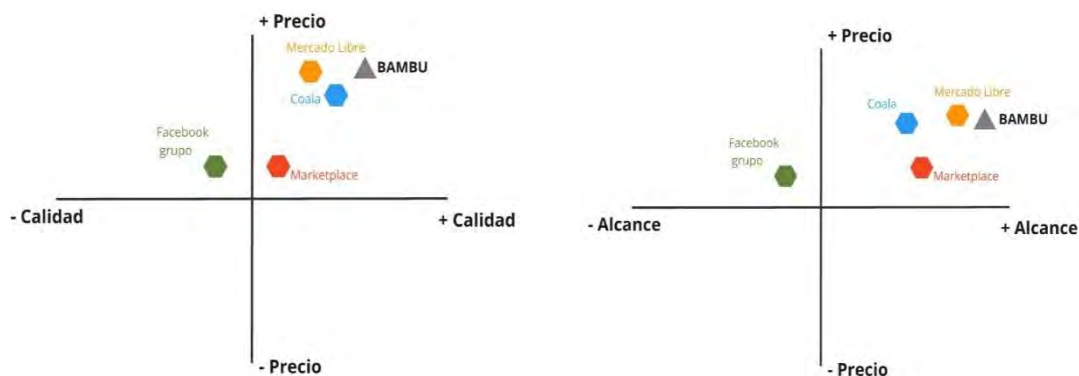 + Precio
Mercado Libre
BAMBU
Coala
Facebook
grupo
Marketplace
- Calidad
+ Calidad
- Precio
+ Precio
Mercado Libre
Coala
BAMBU
Facebook
grupo
Marketplace
- Alcance
+ Alcance
- Precio